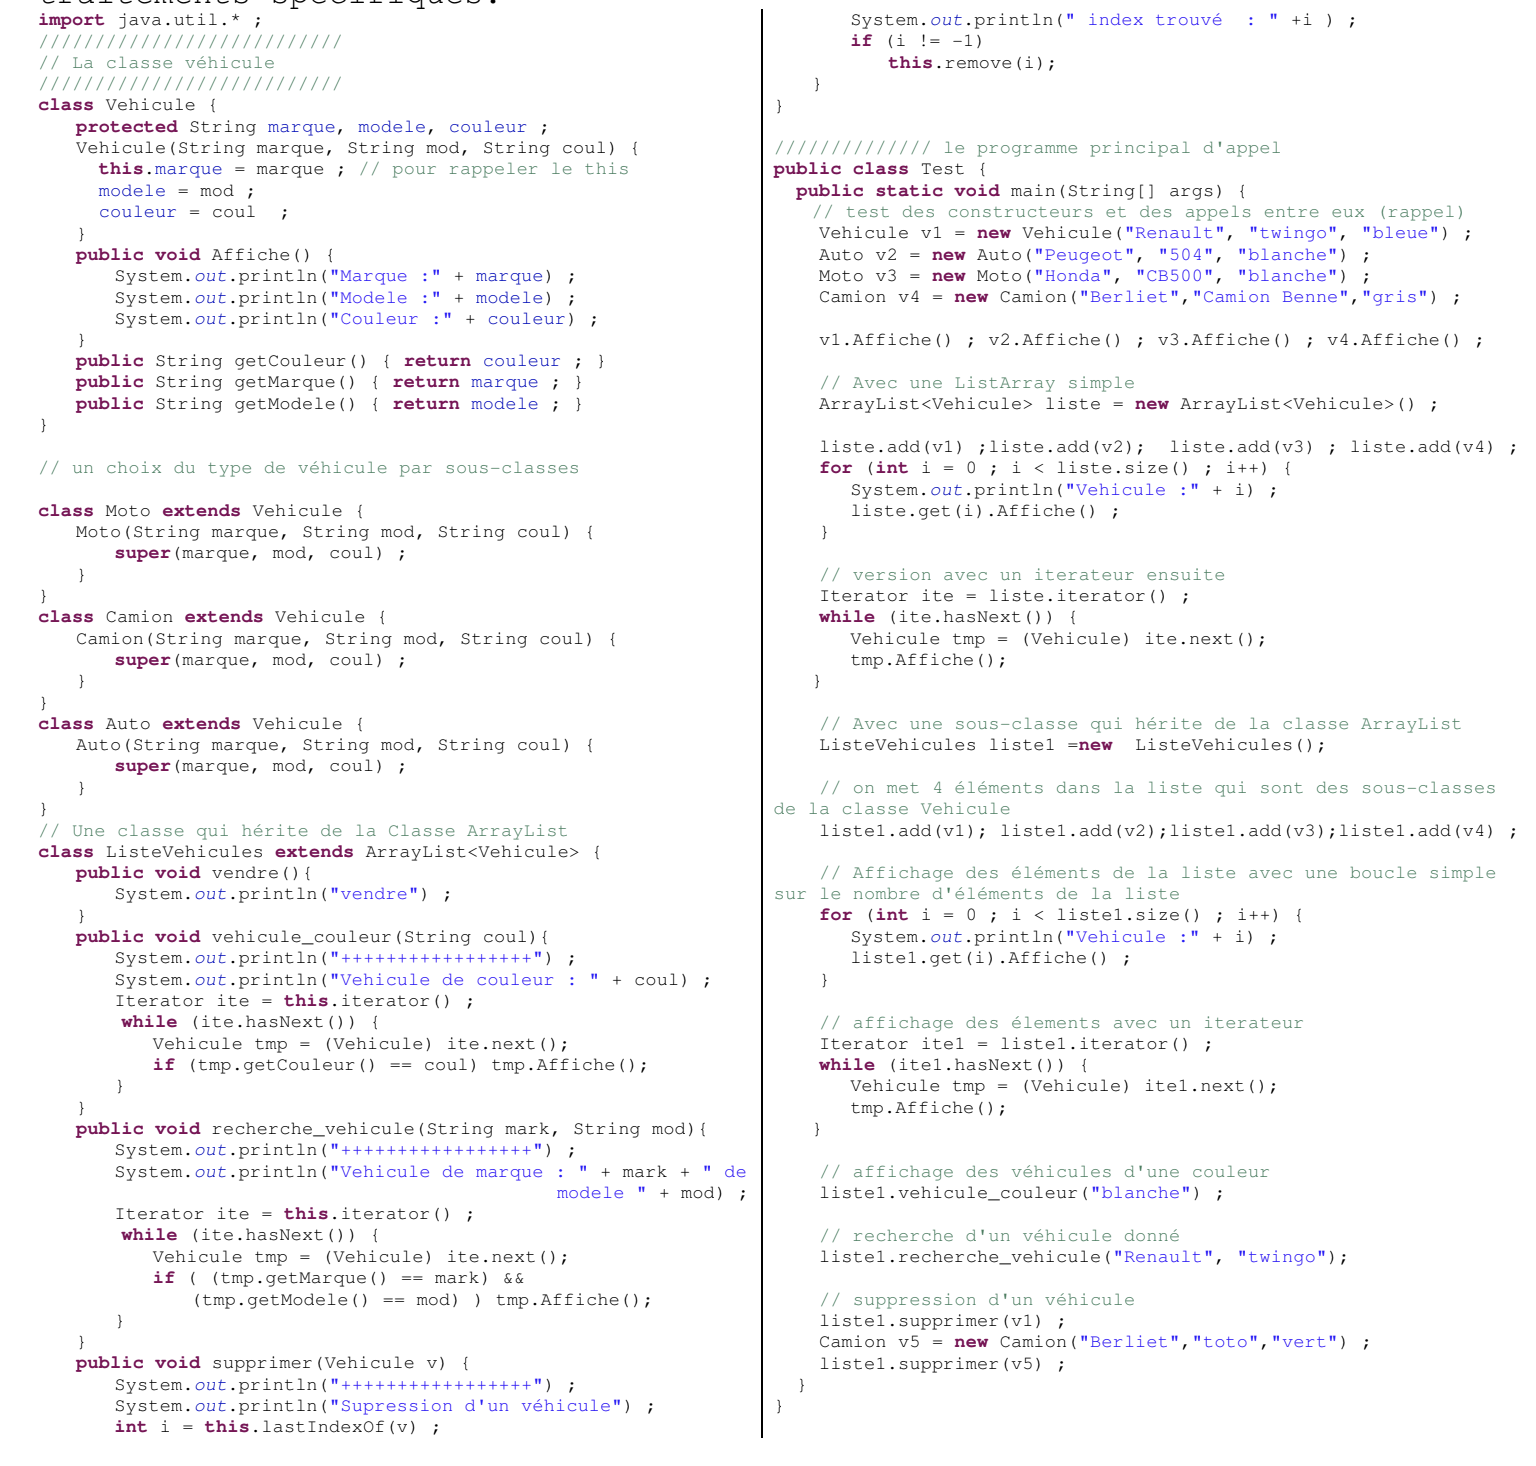 traitements spécifiques.
import java.util.* ;
///////////////////////////
// La classe véhicule
///////////////////////////
class Vehicule {
protected String marque, modele, couleur ;
Vehicule(String marque, String mod, String coul) {
this.marque = marque ; // pour rappeler le this
modele = mod ;
couleur = coul  ;
}
public void Affiche() {
System.out.println("Marque :" + marque) ;
System.out.println("Modele :" + modele) ;
System.out.println("Couleur :" + couleur) ;
}
public String getCouleur() { return couleur ; }
public String getMarque() { return marque ; }
public String getModele() { return modele ; }
}
// un choix du type de véhicule par sous-classes
class Moto extends Vehicule {
Moto(String marque, String mod, String coul) {
super(marque, mod, coul) ;
}
}
class Camion extends Vehicule {
Camion(String marque, String mod, String coul) {
super(marque, mod, coul) ;
}
}
class Auto extends Vehicule {
Auto(String marque, String mod, String coul) {
super(marque, mod, coul) ;
}
}
// Une classe qui hérite de la Classe ArrayList
class ListeVehicules extends ArrayList<Vehicule> {
public void vendre(){
System.out.println("vendre") ;
}
public void vehicule_couleur(String coul){
System.out.println("+++++++++++++++++") ;
System.out.println("Vehicule de couleur : " + coul) ;
Iterator ite = this.iterator() ;
while (ite.hasNext()) {
Vehicule tmp = (Vehicule) ite.next();
if (tmp.getCouleur() == coul) tmp.Affiche();
}
}
public void recherche_vehicule(String mark, String mod){
System.out.println("+++++++++++++++++") ;
System.out.println("Vehicule de marque : " + mark + " de
modele " + mod) ;
Iterator ite = this.iterator() ;
while (ite.hasNext()) {
Vehicule tmp = (Vehicule) ite.next();
if ( (tmp.getMarque() == mark) &&
(tmp.getModele() == mod) ) tmp.Affiche();
}
}
public void supprimer(Vehicule v) {
System.out.println("+++++++++++++++++") ;
System.out.println("Supression d'un véhicule") ;
int i = this.lastIndexOf(v) ;
System.out.println(" index trouvé  : " +i ) ;
if (i != -1)
this.remove(i);
}
}
////////////// le programme principal d'appel
public class Test {
public static void main(String[] args) {
// test des constructeurs et des appels entre eux (rappel)
Vehicule v1 = new Vehicule("Renault", "twingo", "bleue") ;
Auto v2 = new Auto("Peugeot", "504", "blanche") ;
Moto v3 = new Moto("Honda", "CB500", "blanche") ;
Camion v4 = new Camion("Berliet","Camion Benne","gris") ;
v1.Affiche() ; v2.Affiche() ; v3.Affiche() ; v4.Affiche() ;
// Avec une ListArray simple
ArrayList<Vehicule> liste = new ArrayList<Vehicule>() ;
liste.add(v1) ;liste.add(v2);  liste.add(v3) ; liste.add(v4) ;
for (int i = 0 ; i < liste.size() ; i++) {
System.out.println("Vehicule :" + i) ;
liste.get(i).Affiche() ;
}
// version avec un iterateur ensuite
Iterator ite = liste.iterator() ;
while (ite.hasNext()) {
Vehicule tmp = (Vehicule) ite.next();
tmp.Affiche();
}
// Avec une sous-classe qui hérite de la classe ArrayList
ListeVehicules liste1 =new  ListeVehicules();
// on met 4 éléments dans la liste qui sont des sous-classes
de la classe Vehicule
liste1.add(v1); liste1.add(v2);liste1.add(v3);liste1.add(v4) ;
// Affichage des éléments de la liste avec une boucle simple
sur le nombre d'éléments de la liste
for (int i = 0 ; i < liste1.size() ; i++) {
System.out.println("Vehicule :" + i) ;
liste1.get(i).Affiche() ;
}
// affichage des élements avec un iterateur
Iterator ite1 = liste1.iterator() ;
while (ite1.hasNext()) {
Vehicule tmp = (Vehicule) ite1.next();
tmp.Affiche();
}
// affichage des véhicules d'une couleur
liste1.vehicule_couleur("blanche") ;
// recherche d'un véhicule donné
liste1.recherche_vehicule("Renault", "twingo");
// suppression d'un véhicule
liste1.supprimer(v1) ;
Camion v5 = new Camion("Berliet","toto","vert") ;
liste1.supprimer(v5) ;
}
}